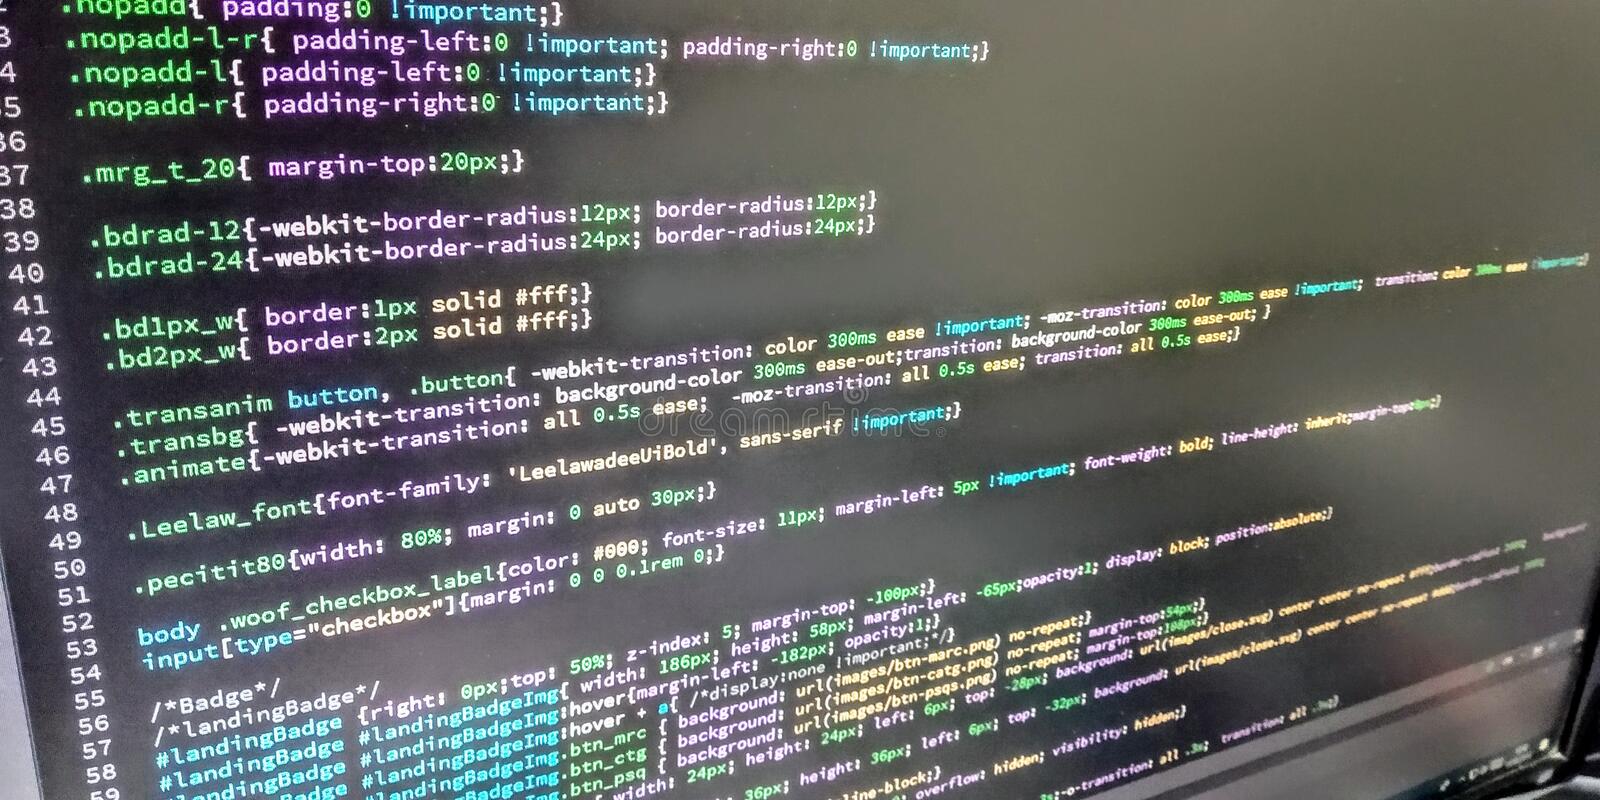 .nopadd{ padding:0 !important;}
.nopadd-l-r{ padding-left:0 !important; padding-right:0 !important;}
34 .nopadd-l{ padding-left:0 !important;}
35 .nopadd-r{ padding-right:0 !important;}
36
37 .mrg_t_20{ margin-top:20px;}
38
39 .bdrad-12{-webkit-border-radius:12px; border-radius:12px;}
40 .bdrad-24{-webkit-border-radius:24px; border-radius:24px;}
41
42 .bd1px_w{ border:1px solid #fff;}
43 .bd2px_w{ border:2px solid #fff;}
44
45 .transanim button, .button{ -webkit-transition: color 300ms ease !important; -moz-transition: color 300ms ease !important; transition: color 300ms ease !important;}
46 .transbg{ -webkit-transition: background-color 300ms ease-out;transition: background-color 300ms ease-out; }
47 .animate{-webkit-transition: all 0.5s ease; -moz-transition: all 0.5s ease; transition: all 0.5s ease;}
48
49 .Leelaw_font{font-family: 'LeelawadeeUiBold', sans-serif !important;}
50
51 .pecitit80{width: 80%; margin: 0 auto 30px;}
52
53 body .woof_checkbox_label{color: #000; font-size: 11px; margin-left: 5px !important; font-weight: bold; line-height: inherit;margin-top:0px;}
54 input[type="checkbox"]{margin: 0 0 0.1rem 0;}
55
56 /*Badge*/
57 /*landingBadge*/
58 #landingBadge {right: 0px;top: 50%; z-index: 5; margin-top: -100px;}
59 #landingBadge #landingBadgeImg{ width: 186px; height: 58px; margin-left: -65px;opacity:1; display: block; position:absolute;}
#landingBadge #landingBadgeImg:hover{margin-left: -182px; opacity:1;}
#landingBadge #landingBadgeImg:hover + a{ /*display:none !important;*/}
#landingBadgeImg.btn_mrc { background: url(images/btn-marc.png) no-repeat;}
#landingBadgeImg.btn_ctg { background: url(images/btn-catg.png) no-repeat; margin-top:54px;}
.btn_psq { background: url(images/btn-psqs.png) no-repeat; margin-top:108px;}
{ width: 24px; height: 24px; left: 6px; top: -28px; background: url(images/close.svg) center center no-repeat
36px; height: 36px; left: 6px; top: -32px; background: url(images/close.svg) center center no-repeat
overflow: hidden; visibility: hidden;}
-o-transition: all .3s; transition: all
dreamstime.